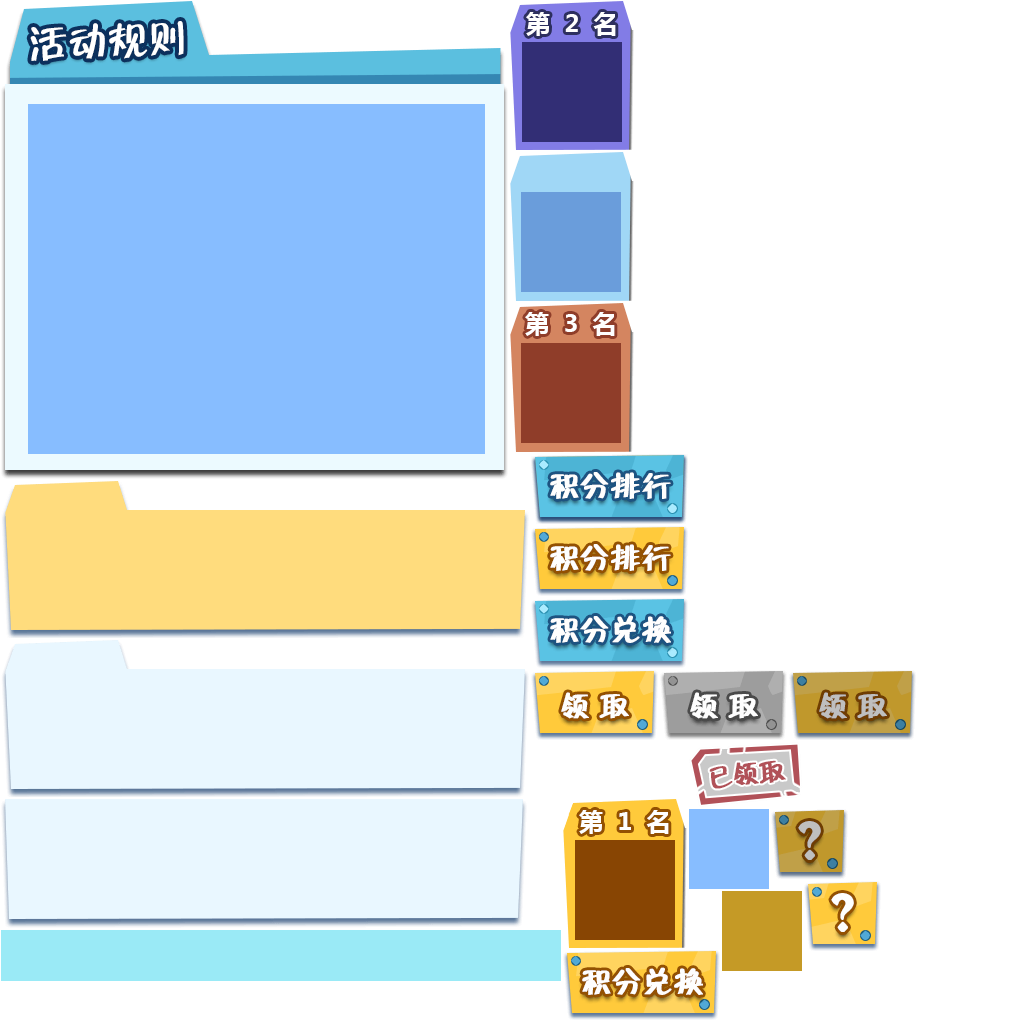 活动规则
第 2 名
第 3 名
积分排行
积分排行
积分兑换
领取
领取
领取
已领取
第 1 名
?
?
积分兑换